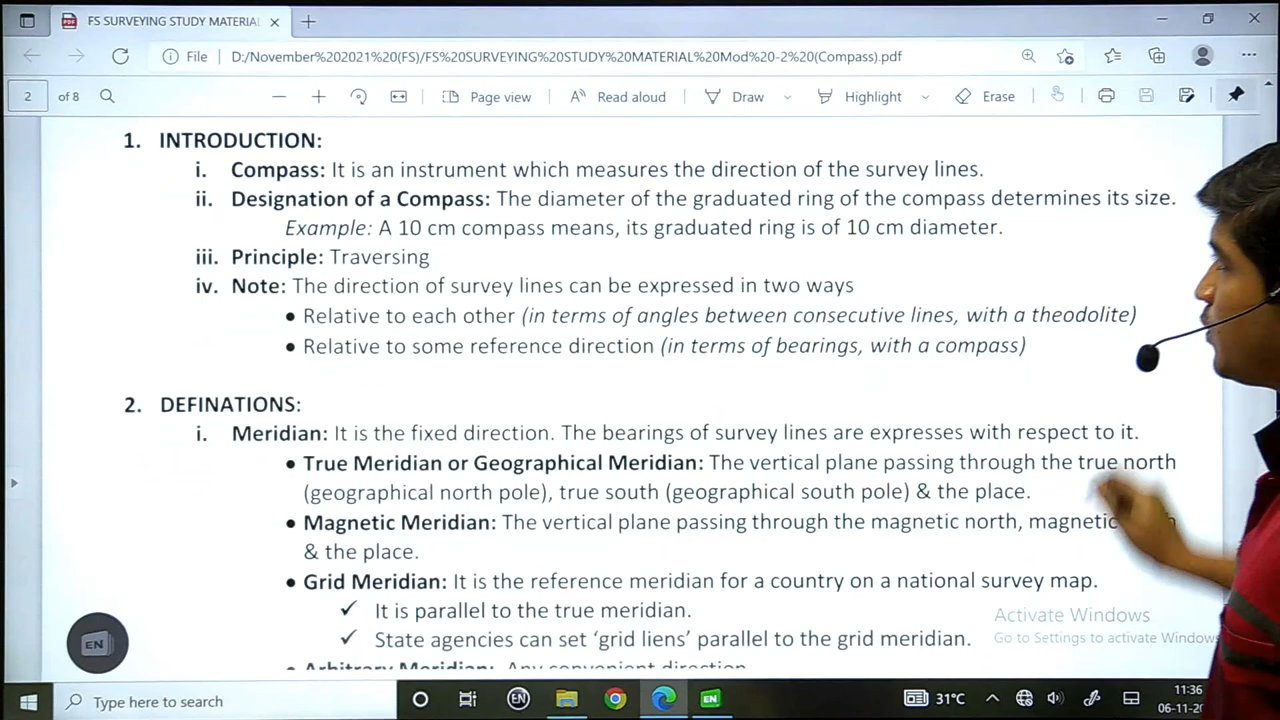 FS SURVEYING STUDY MATERIAL
File
D:/November%202021%20(FS)/FS%20SURVEYING%20STUDY%20MATERIAL%20Mod%20-2%20(Compass).pdf
2 of 8
Page view
Read aloud
Draw
Highlight
Erase
1. INTRODUCTION:
i. Compass: It is an instrument which measures the direction of the survey lines.
ii. Designation of a Compass: The diameter of the graduated ring of the compass determines its size.
Example: A 10 cm compass means, its graduated ring is of 10 cm diameter.
iii. Principle: Traversing
iv. Note: The direction of survey lines can be expressed in two ways
• Relative to each other (in terms of angles between consecutive lines, with a theodolite)
• Relative to some reference direction (in terms of bearings, with a compass)
2. DEFINATIONS:
i. Meridian: It is the fixed direction. The bearings of survey lines are expresses with respect to it.
• True Meridian or Geographical Meridian: The vertical plane passing through the true north
(geographical north pole), true south (geographical south pole) & the place.
• Magnetic Meridian: The vertical plane passing through the magnetic north, magnetic
& the place.
• Grid Meridian: It is the reference meridian for a country on a national survey map.
✓ It is parallel to the true meridian.
✓ State agencies can set ‘grid liens’ parallel to the grid meridian.
• Arbitrary Meridian: Any convenient direction
Activate Windows
Go to Settings to activate Windows
EN
Type here to search
EN
EN
31°C
11:36
06-11-20